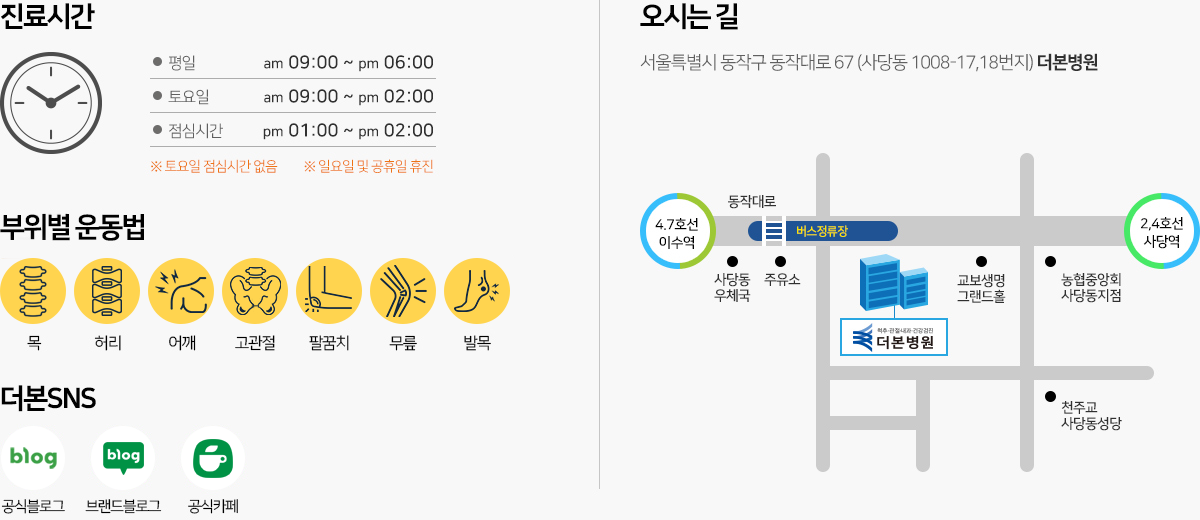 진료시간
평일 am 09:00 ~ pm 06:00
토요일 am 09:00 ~ pm 02:00
점심시간 pm 01:00 ~ pm 02:00
※ 토요일 점심시간 없음 ※ 일요일 및 공휴일 휴진
부위별 운동법
목 허리 어깨 고관절 팔꿈치 무릎 발목
더본SNS
blog blog
공식블로그 브랜드블로그 공식카페
오시는 길
서울특별시 동작구 동작대로 67 (사당동 1008-17,18번지) 더본병원
동작대로
4.7호선
이수역
버스정류장
2,4호선
사당역
사당동
우체국
주유소
교보생명
그랜드홀
농협중앙회
사당동지점
척추·관절·내과·건강검진
더본병원
천주교
사당동성당